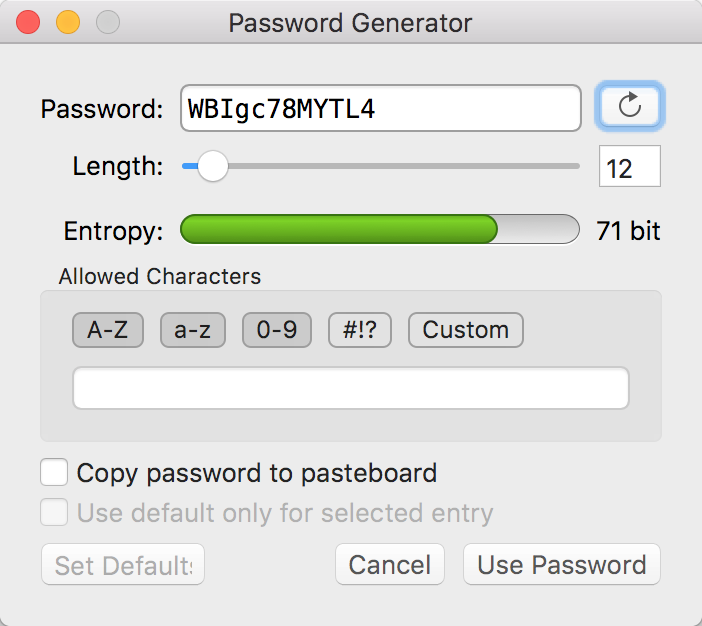 Password Generator
Password: WBIgc78MYTL4
Length: 12
Entropy: 71 bit
Allowed Characters
A-Z a-z 0-9 #!? Custom
Copy password to pasteboard
Use default only for selected entry
Set Default: Cancel Use Password